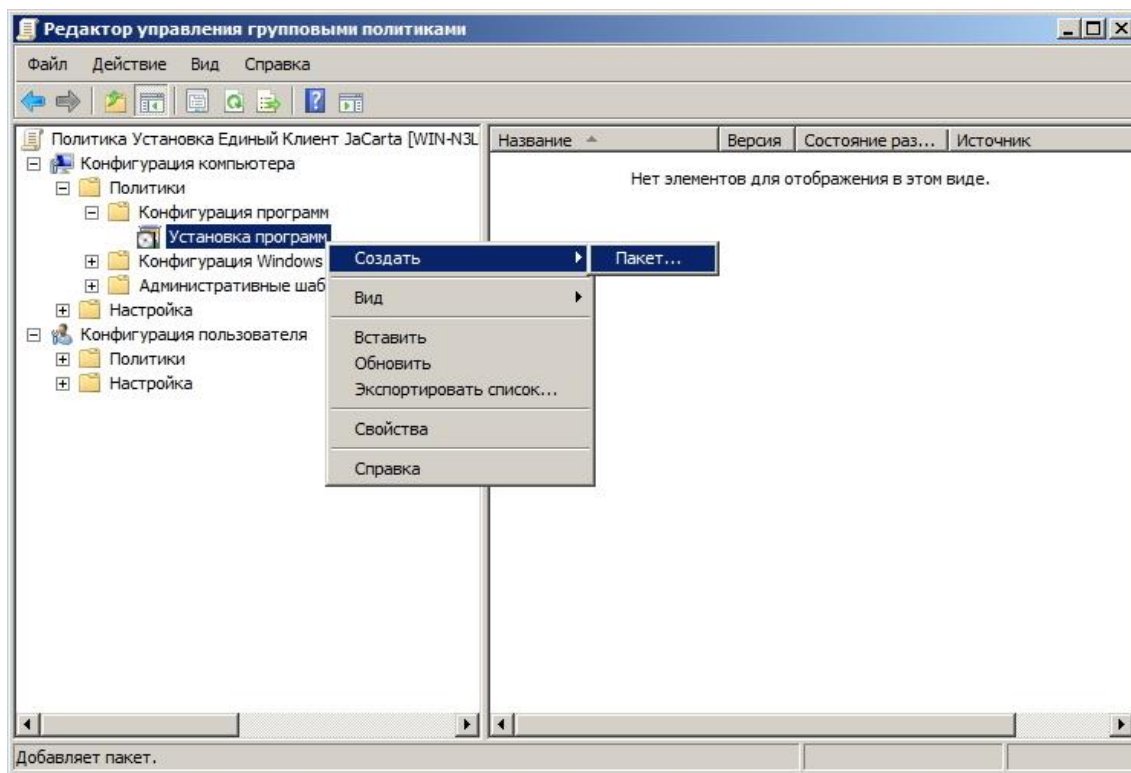 Редактор управления групповыми политиками
Файл Действие Вид Справка
Политика Установка Единый Клиент JaCarta [WIN-N3L
Название Версия Состояние раз... Источник
Конфигурация компьютера
Нет элементов для отображения в этом виде.
Политики
Конфигурация программ
Установка программ
Создать Пакет...
Конфигурация Windows
Административные шаб
Вид
Настройка
Конфигурация пользователя
Вставить
Политики
Обновить
Настройка
Экспортировать список...
Свойства
Справка
Добавляет пакет.